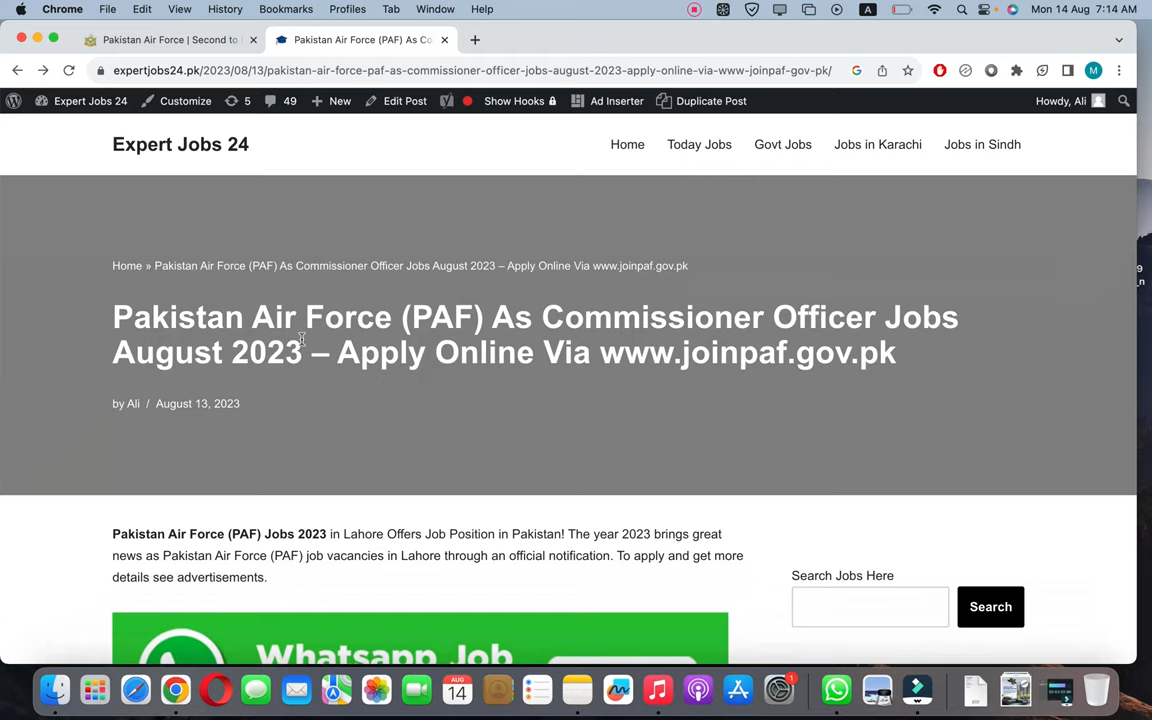 Chrome File Edit View History Bookmarks Profiles Tab Window Help A Mon 14 Aug 7:14 AM
Pakistan Air Force | Second to
Pakistan Air Force (PAF) As Co
expertjobs24.pk/2023/08/13/pakistan-air-force-paf-as-commissioner-officer-jobs-august-2023-apply-online-via-www-joinpaf-gov-pk/
Expert Jobs 24 Customize 5 49 New Edit Post Show Hooks Ad Inserter Duplicate Post Howdy, Ali
Expert Jobs 24
Home Today Jobs Govt Jobs Jobs in Karachi Jobs in Sindh
Home » Pakistan Air Force (PAF) As Commissioner Officer Jobs August 2023 – Apply Online Via www.joinpaf.gov.pk
Pakistan Air Force (PAF) As Commissioner Officer Jobs
August 2023 – Apply Online Via www.joinpaf.gov.pk
by Ali / August 13, 2023
Pakistan Air Force (PAF) Jobs 2023 in Lahore Offers Job Position in Pakistan! The year 2023 brings great
news as Pakistan Air Force (PAF) job vacancies in Lahore through an official notification. To apply and get more
details see advertisements.
Search Jobs Here
Search
Whatsapp Job
AUG
14
1